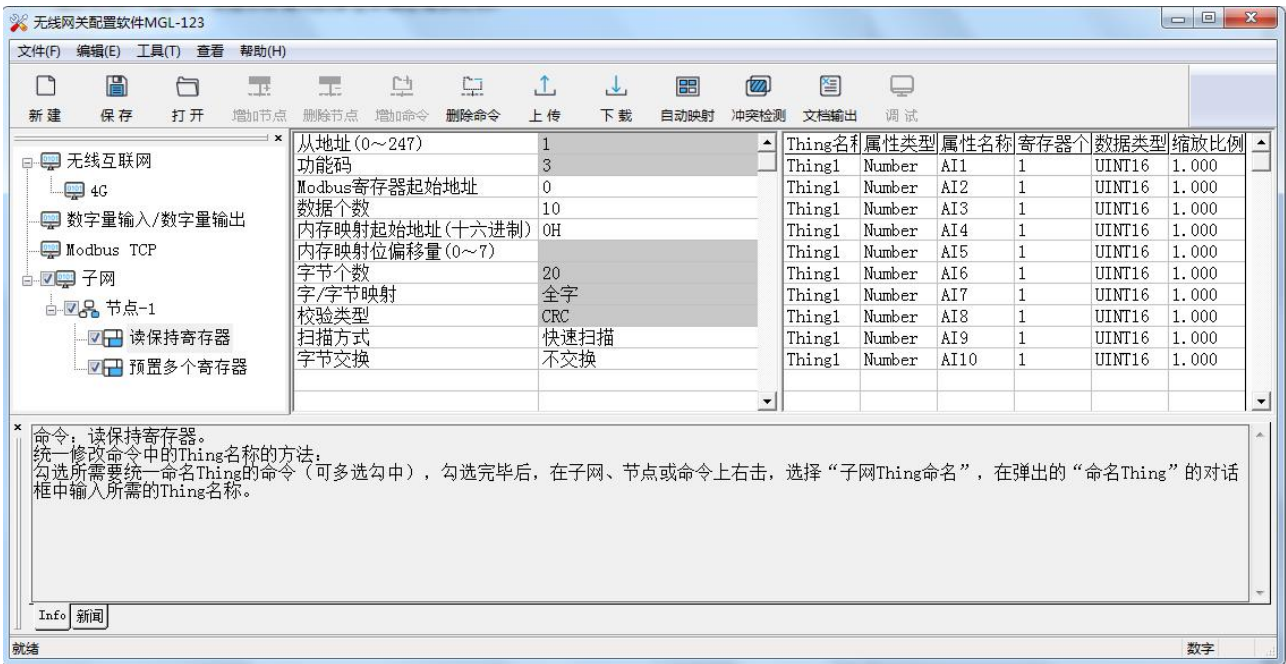 无线网关配置软件MGL-123
文件(F) 编辑(E) 工具(T) 查看 帮助(H)
新建 保存 打开 增加节点 删除节点 增加命令 删除命令 上传 下载 自动映射 冲突检测 文档输出 调试
无线互联网
4G
数字量输入/数字量输出
Modbus TCP
子网
节点-1
读保持寄存器
预置多个寄存器
从地址(0～247) 1
功能码 3
Modbus寄存器起始地址 0
数据个数 10
内存映射起始地址(十六进制) 0H
内存映射位偏移量(0～7)
字节个数 20
字/字节映射 全字
校验类型 CRC
扫描方式 快速扫描
字节交换 不交换
Thing名称 属性类型 属性名称 寄存器个 数据类型 缩放比例
Thing1 Number AI1 1 UINT16 1.000
Thing1 Number AI2 1 UINT16 1.000
Thing1 Number AI3 1 UINT16 1.000
Thing1 Number AI4 1 UINT16 1.000
Thing1 Number AI5 1 UINT16 1.000
Thing1 Number AI6 1 UINT16 1.000
Thing1 Number AI7 1 UINT16 1.000
Thing1 Number AI8 1 UINT16 1.000
Thing1 Number AI9 1 UINT16 1.000
Thing1 Number AI10 1 UINT16 1.000
命令：读保持寄存器。
统一修改命令中的Thing名称的方法：
勾选所需要统一命名Thing的命令（可多选勾中），勾选完毕后，在子网、节点或命令上右击，选择“子网Thing命名”，在弹出的“命名Thing”的对话
框中输入所需的Thing名称。
Info 新闻
就绪 数字